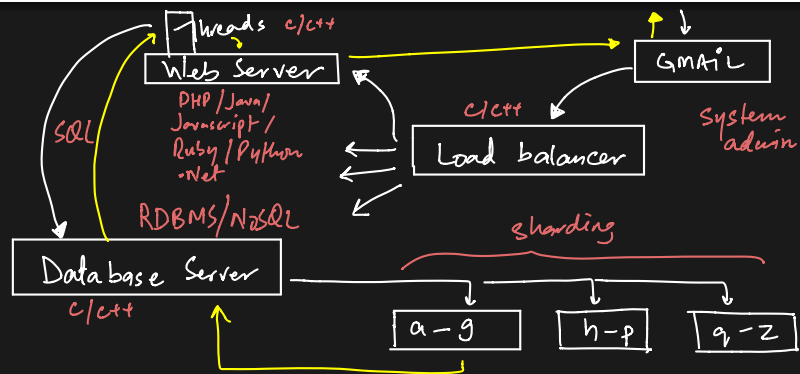 Threads
c/c++
Web Server
GMAIL
PHP/Java/
Javascript/
Ruby/Python
.Net
c/c++
Load balancer
system
admin
SQL
RDBMS/NoSQL
sharding
Database Server
c/c++
a-g
h-p
q-z